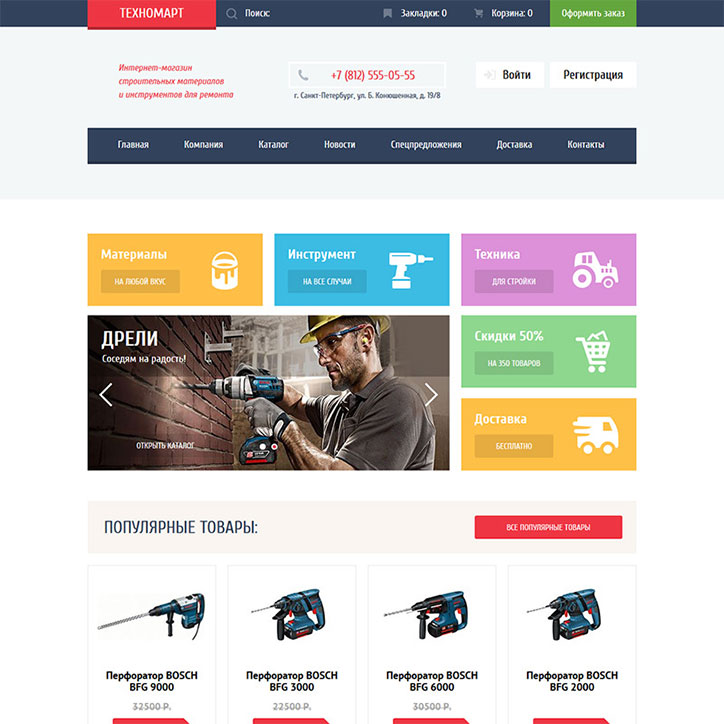 ТЕХНОМАРТ
Поиск:
Закладки: 0
Корзина: 0
Оформить заказ
Интернет-магазин
строительных материалов
и инструментов для ремонта
+7 (812) 555-05-55
г. Санкт-Петербург, ул. Б. Конюшенная, д. 19/8
Войти
Регистрация
Главная
Компания
Каталог
Новости
Спецпредложения
Доставка
Контакты
Материалы
НА ЛЮБОЙ ВКУС
Инструмент
НА ВСЕ СЛУЧАИ
Техника
ДЛЯ СТРОЙКИ
ДРЕЛИ
Соседям на радость!
ОТКРЫТЬ КАТАЛОГ
Скидки 50%
НА 350 ТОВАРОВ
Доставка
БЕСПЛАТНО
ПОПУЛЯРНЫЕ ТОВАРЫ:
ВСЕ ПОПУЛЯРНЫЕ ТОВАРЫ
Перфоратор BOSCH
BFG 9000
32500 Р.
Перфоратор BOSCH
BFG 3000
22500 Р.
Перфоратор BOSCH
BFG 6000
30500 Р.
Перфоратор BOSCH
BFG 2000